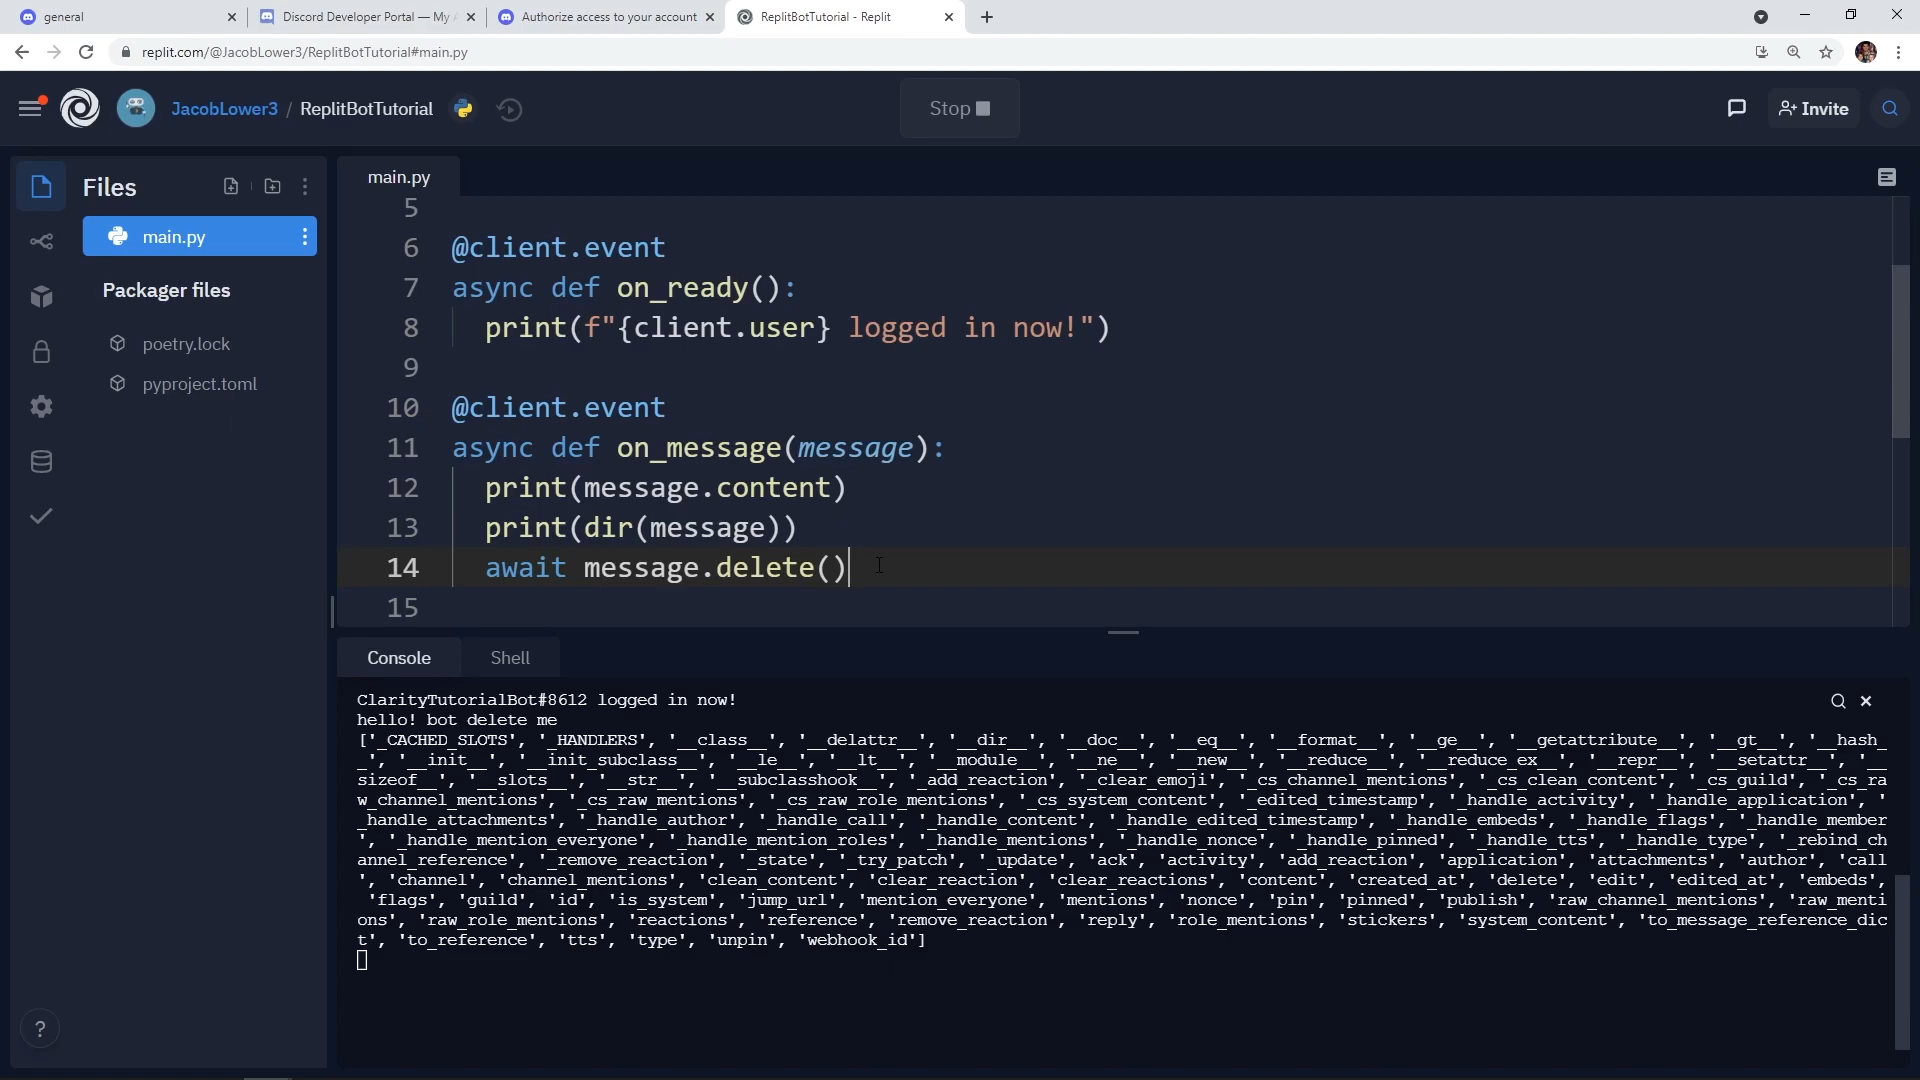 general
Discord Developer Portal — My A
Authorize access to your account
ReplitBotTutorial - Replit
replit.com/@JacobLower3/ReplitBotTutorial#main.py
JacobLower3 / ReplitBotTutorial
Stop
Invite
Files
main.py
Packager files
poetry.lock
pyproject.toml
main.py
5
6 @client.event
7 async def on_ready():
8 print(f"{client.user} logged in now!")
9
10 @client.event
11 async def on_message(message):
12 print(message.content)
13 print(dir(message))
14 await message.delete()
15
Console Shell
ClarityTutorialBot#8612 logged in now!
hello! bot delete me
['_CACHED_SLOTS', '_HANDLERS', '__class__', '__delattr__', '__dir__', '__doc__', '__eq__', '__format__', '__ge__', '__getattribute__', '__gt__', '__hash_
_', '__init__', '__init_subclass__', '__le__', '__lt__', '__module__', '__ne__', '__new__', '__reduce__', '__reduce_ex__', '__repr__', '__setattr__', '__
sizeof__', '__slots__', '__str__', '__subclasshook__', '_add_reaction', '_clear_emoji', '_cs_channel_mentions', '_cs_clean_content', '_cs_guild', '_cs_ra
w_channel_mentions', '_cs_raw_mentions', '_cs_raw_role_mentions', '_cs_system_content', '_edited_timestamp', '_handle_activity', '_handle_application', '
_handle_attachments', '_handle_author', '_handle_call', '_handle_content', '_handle_edited_timestamp', '_handle_embeds', '_handle_flags', '_handle_member
', '_handle_mention_everyone', '_handle_mention_roles', '_handle_mentions', '_handle_nonce', '_handle_pinned', '_handle_tts', '_handle_type', '_rebind_ch
annel_reference', '_remove_reaction', '_state', '_try_patch', '_update', 'ack', 'activity', 'add_reaction', 'application', 'attachments', 'author', 'call
', 'channel', 'channel_mentions', 'clean_content', 'clear_reaction', 'clear_reactions', 'content', 'created_at', 'delete', 'edit', 'edited_at', 'embeds',
'flags', 'guild', 'id', 'is_system', 'jump_url', 'mention_everyone', 'mentions', 'nonce', 'pin', 'pinned', 'publish', 'raw_channel_mentions', 'raw_menti
ons', 'raw_role_mentions', 'reactions', 'reference', 'remove_reaction', 'reply', 'role_mentions', 'stickers', 'system_content', 'to_message_reference_dic
t', 'to_reference', 'tts', 'type', 'unpin', 'webhook_id']
?